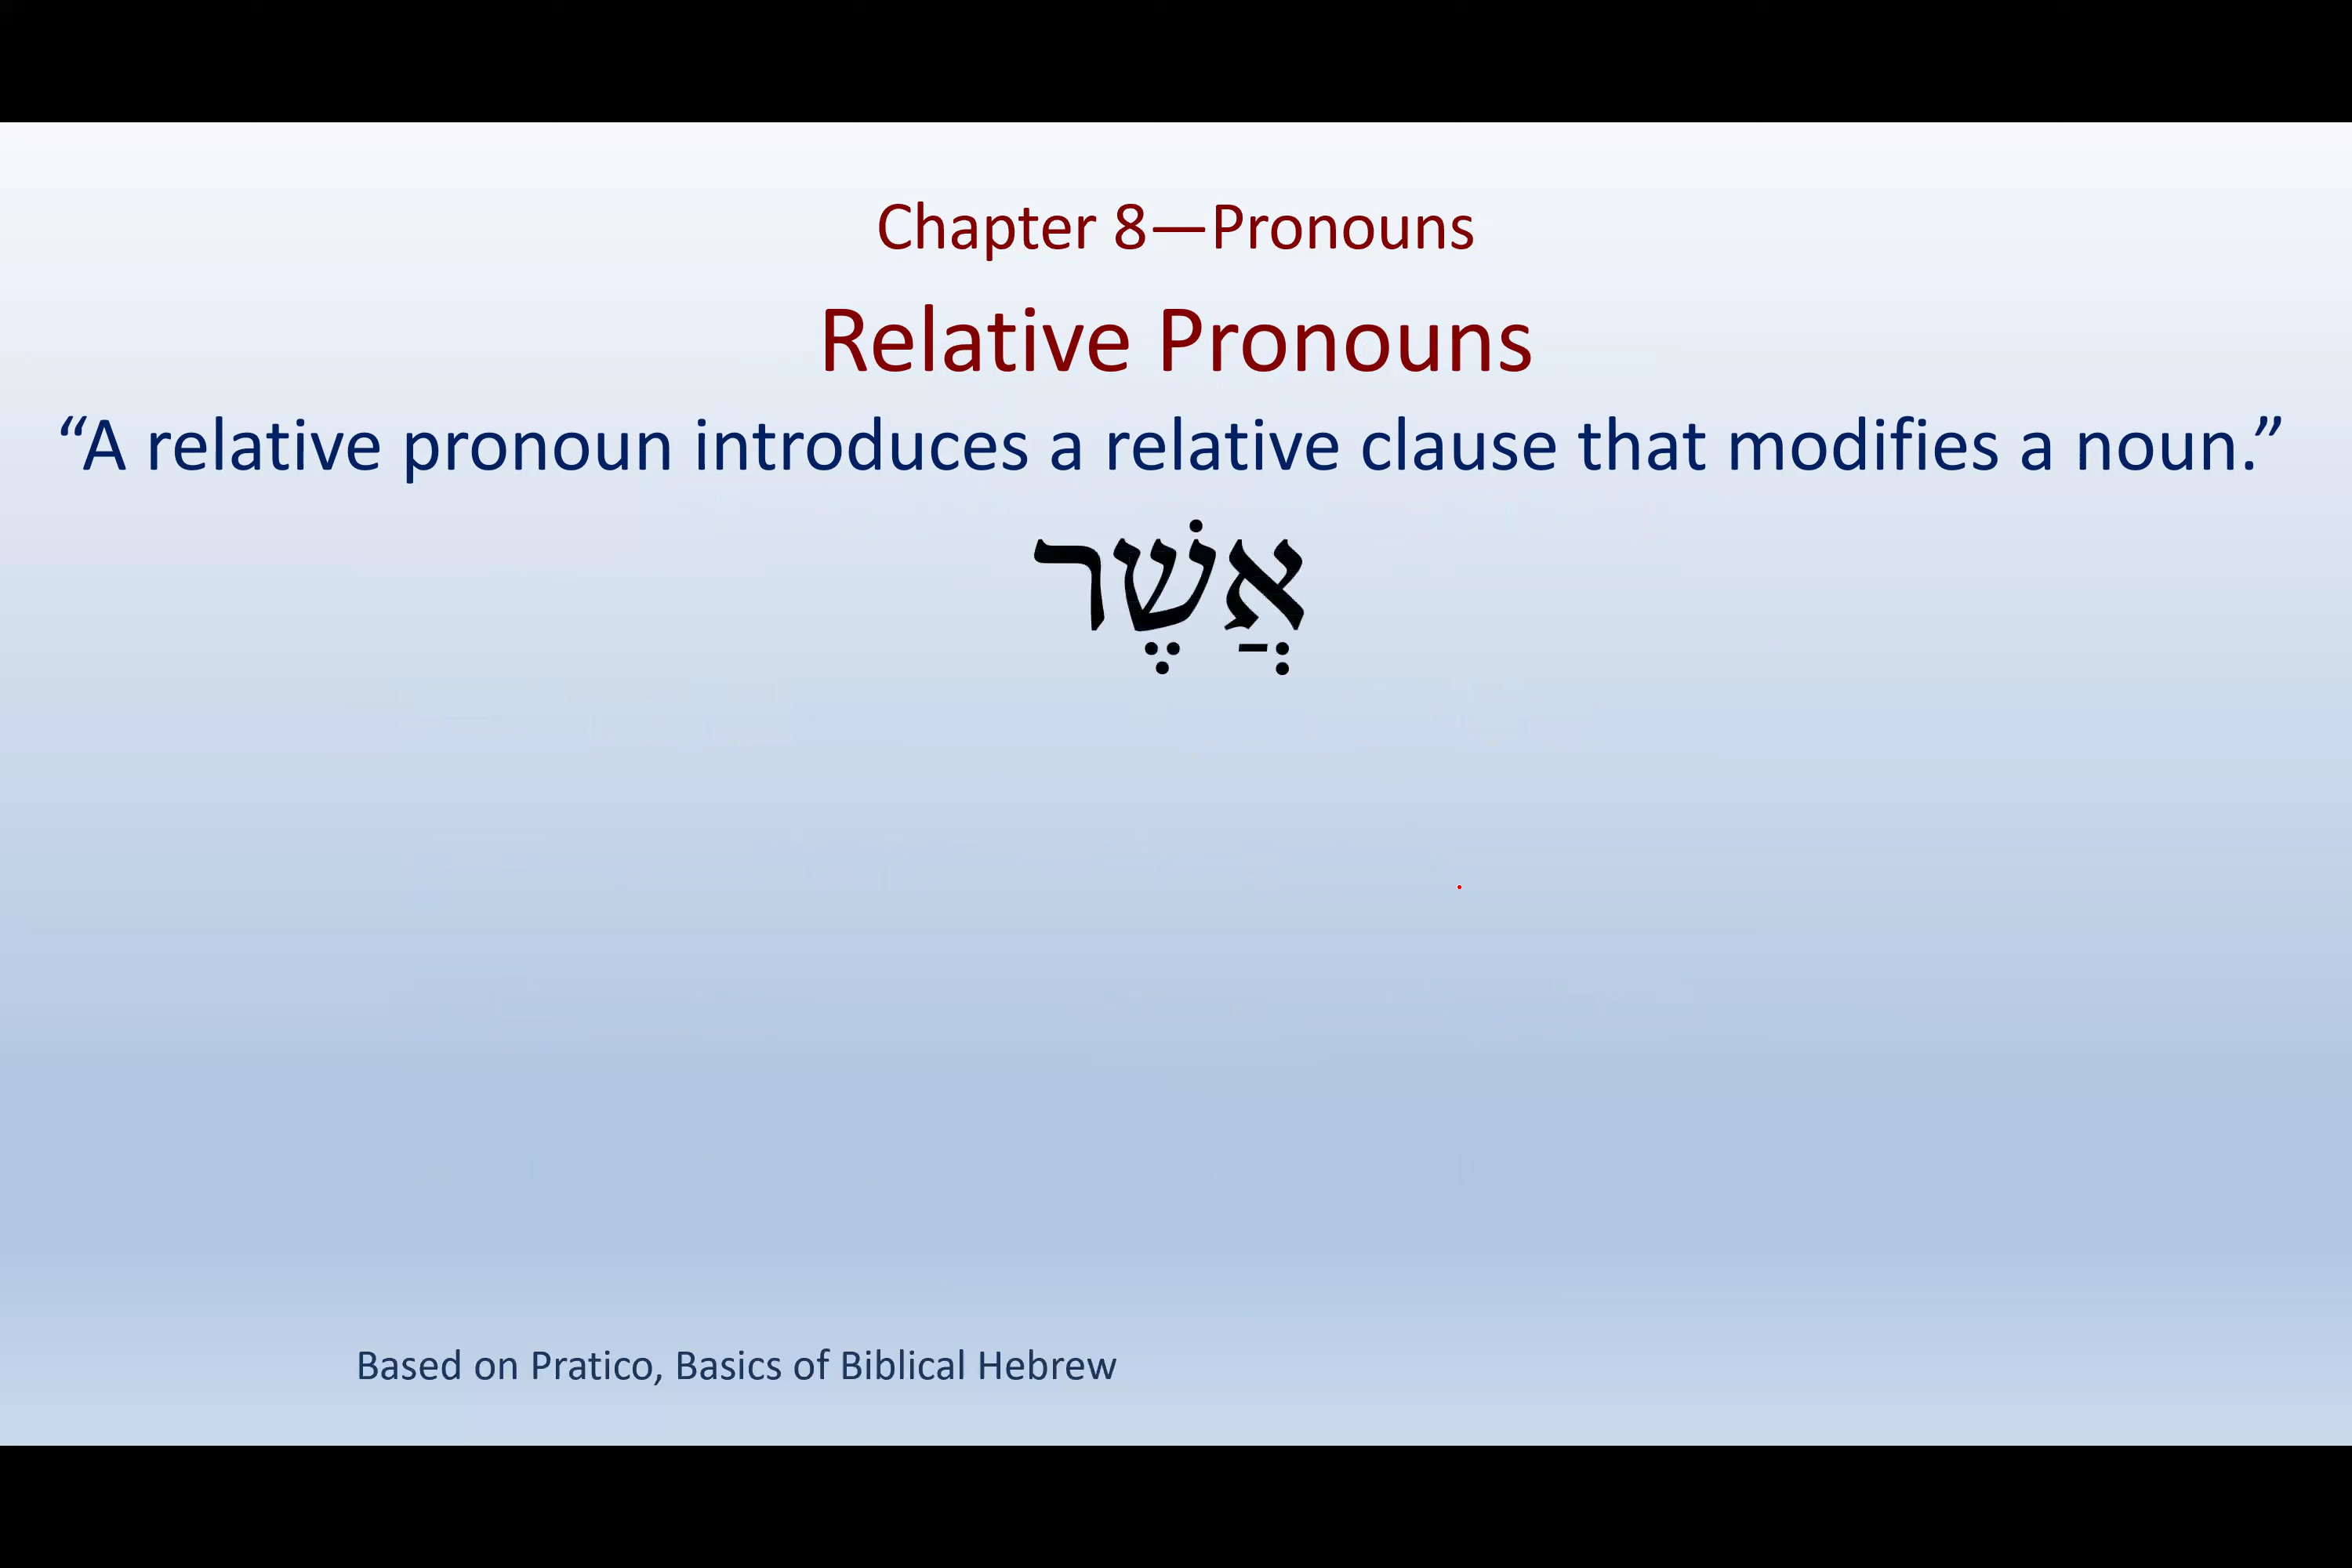 Chapter 8—Pronouns
Relative Pronouns
“A relative pronoun introduces a relative clause that modifies a noun.”
אֲשֶׁר
Based on Pratico, Basics of Biblical Hebrew